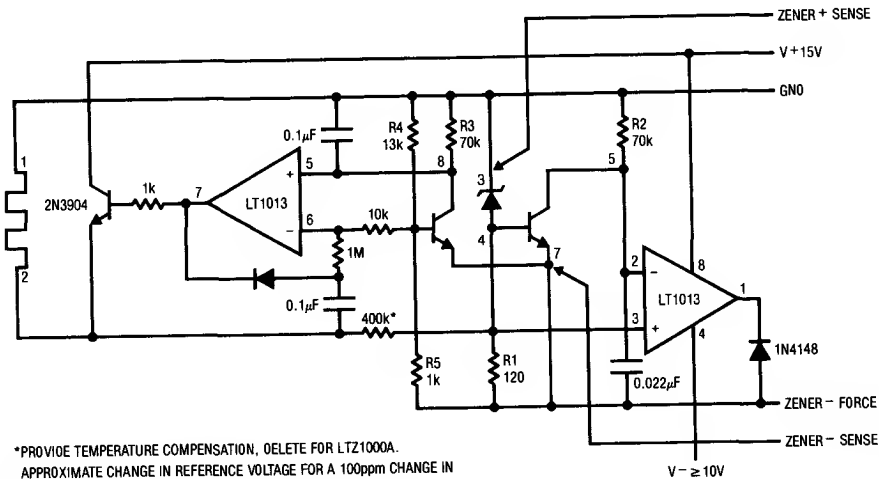 ZENER + SENSE
V+15V
GNO
R4
13k
R3
70k
R2
70k
0.1µF
1
5
8
3
5
2N3904
1k
7
+
LT1013
6
−
10k
4
7
2
−
8
LT1013
1
3
+
4
1M
2
0.1µF
400k*
R5
1k
R1
120
0.022µF
1N4148
ZENER − FORCE
ZENER − SENSE
V− ≥ 10V
*PROVIOE TEMPERATURE COMPENSATION, OELETE FOR LTZ1000A.
APPROXIMATE CHANGE IN REFERENCE VOLTAGE FOR A 100ppm CHANGE IN